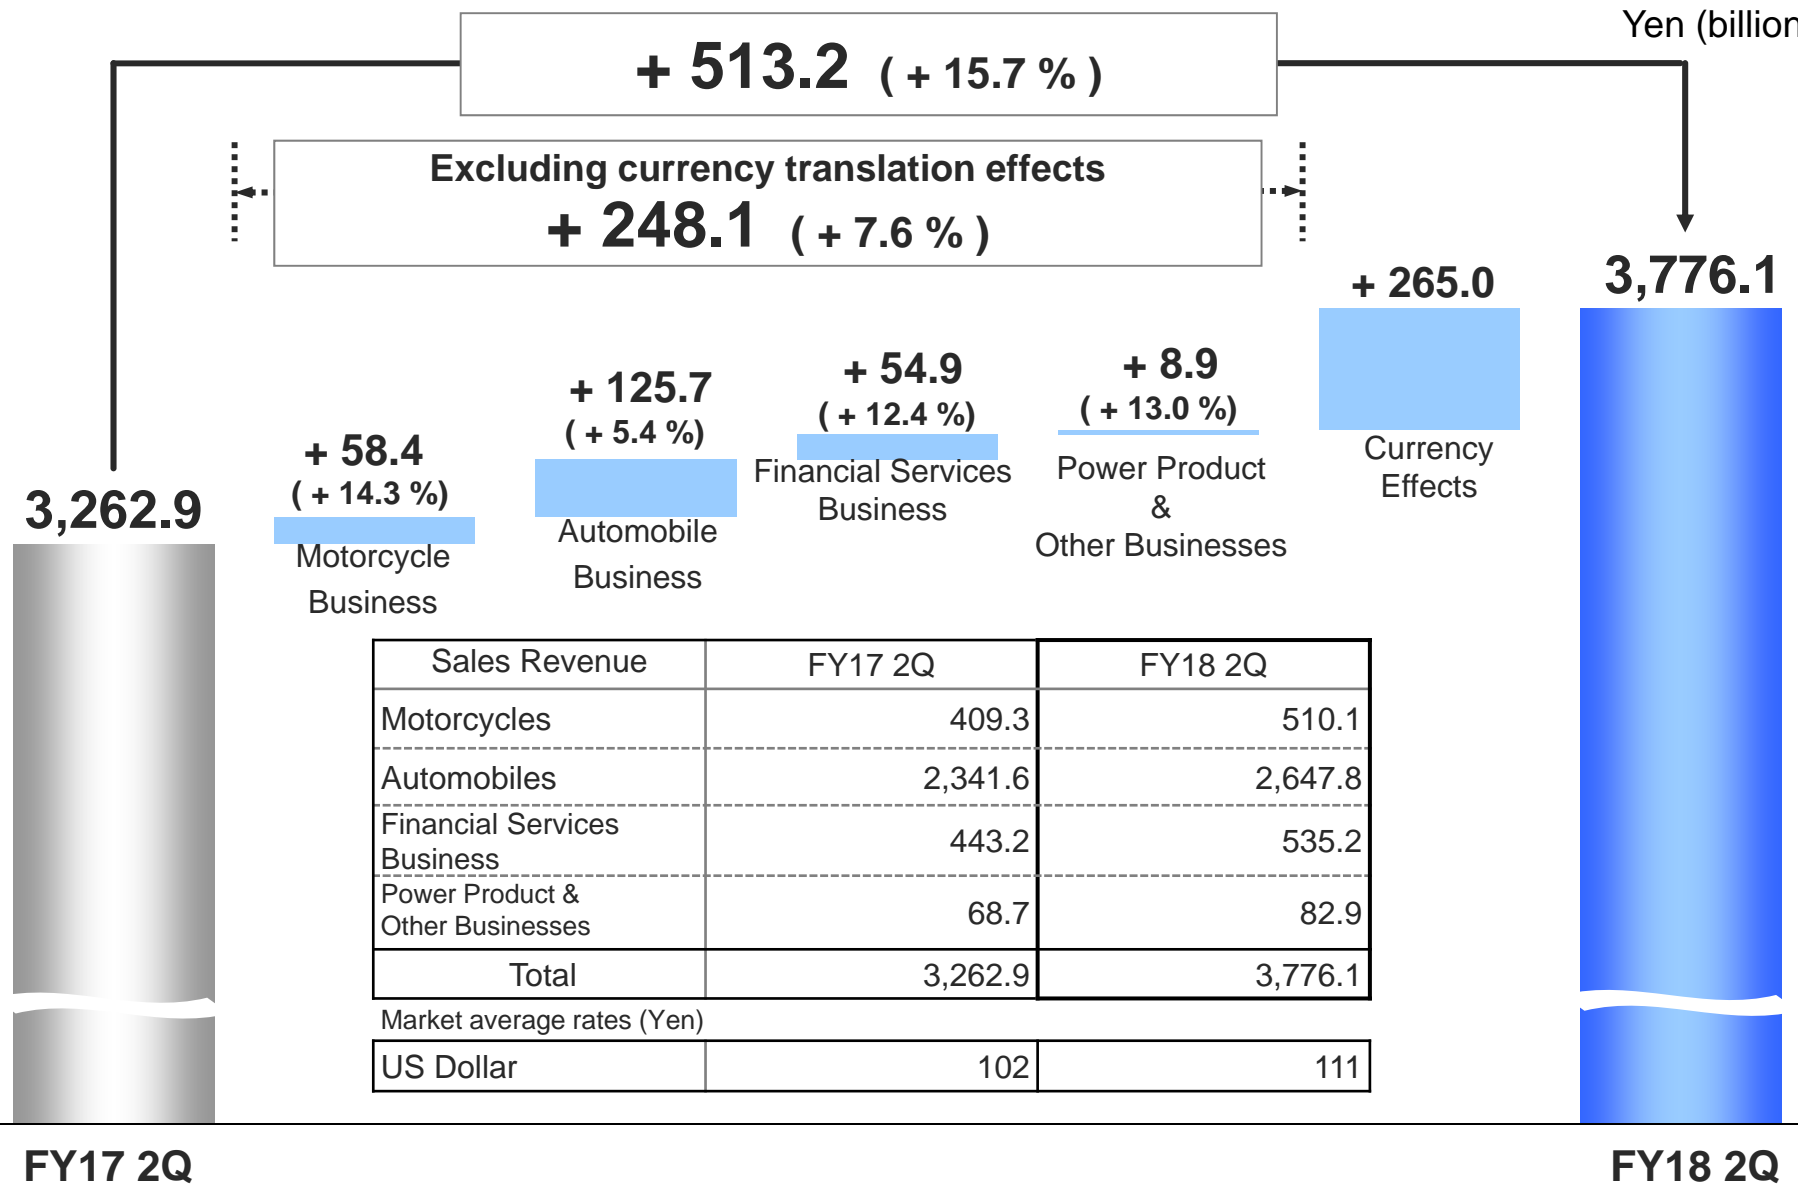 Yen (billion
+ 513.2 ( + 15.7 % )
Excluding currency translation effects
+ 248.1 ( + 7.6 % )
3,262.9
+ 58.4
( + 14.3 %)
Motorcycle
Business
+ 125.7
( + 5.4 %)
Automobile
Business
+ 54.9
( + 12.4 %)
Financial Services
Business
+ 8.9
( + 13.0 %)
Power Product
&
Other Businesses
+ 265.0
Currency
Effects
3,776.1
Sales Revenue FY17 2Q FY18 2Q
Motorcycles 409.3 510.1
Automobiles 2,341.6 2,647.8
Financial Services
Business 443.2 535.2
Power Product &
Other Businesses 68.7 82.9
Total 3,262.9 3,776.1
Market average rates (Yen)
US Dollar 102 111
FY17 2Q FY18 2Q